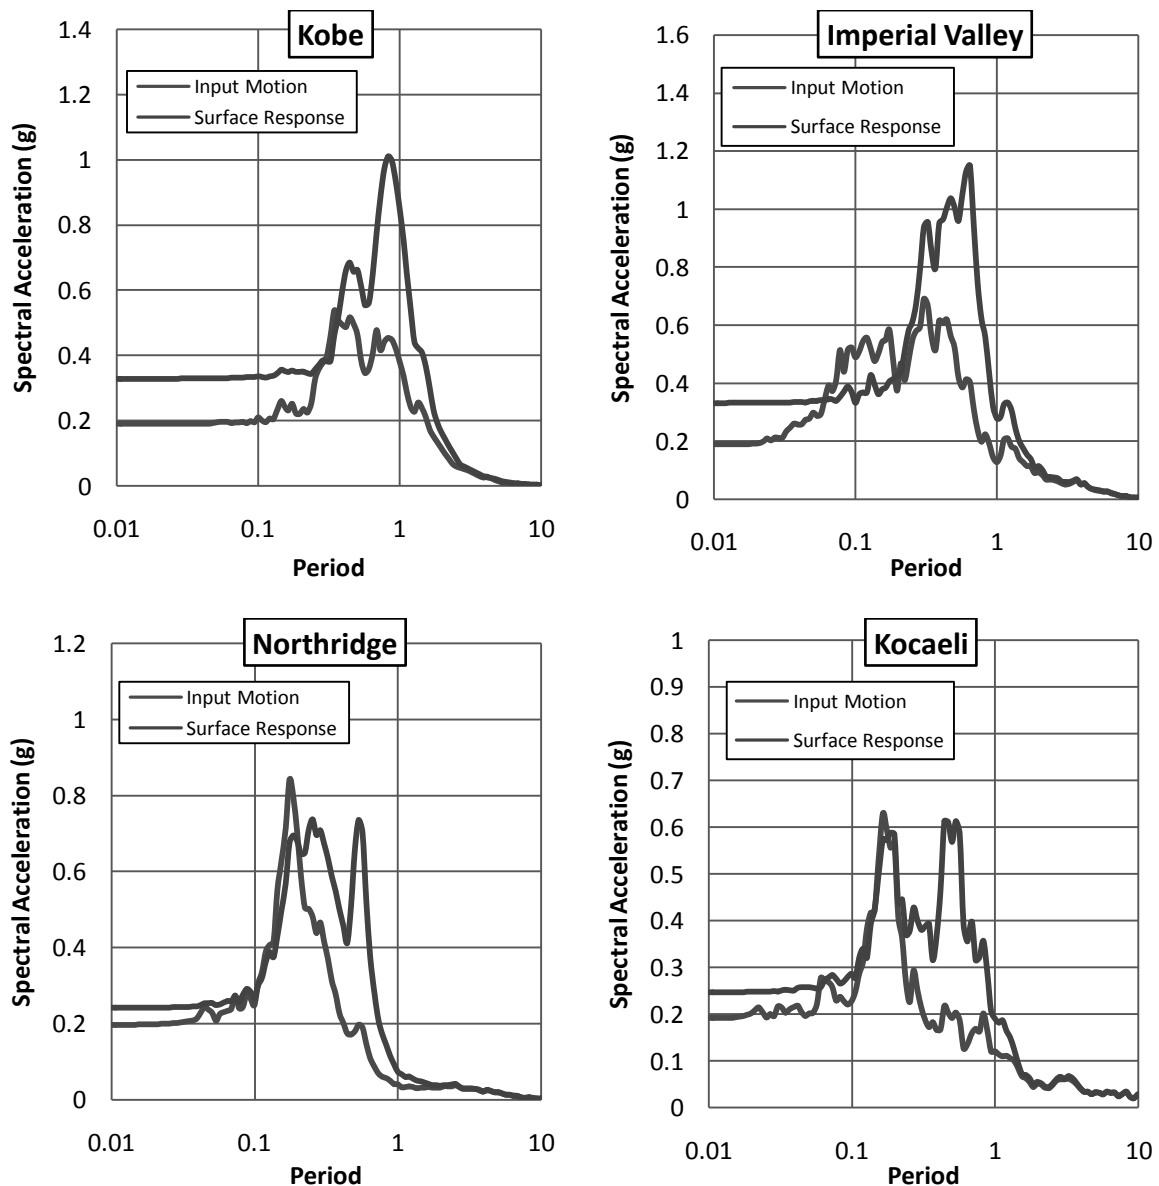 Kobe
Spectral Acceleration (g)
1.4
1.2
1
0.8
0.6
0.4
0.2
0
Input Motion
Surface Response
0.01 0.1 1 10
Period
Imperial Valley
Spectral Acceleration (g)
1.6
1.4
1.2
1
0.8
0.6
0.4
0.2
0
Input Motion
Surface Response
0.01 0.1 1 10
Period
Northridge
Spectral Acceleration (g)
1.2
1
0.8
0.6
0.4
0.2
0
Input Motion
Surface Response
0.01 0.1 1 10
Period
Kocaeli
Spectral Acceleration (g)
1
0.9
0.8
0.7
0.6
0.5
0.4
0.3
0.2
0.1
0
Input Motion
Surface Response
0.01 0.1 1 10
Period